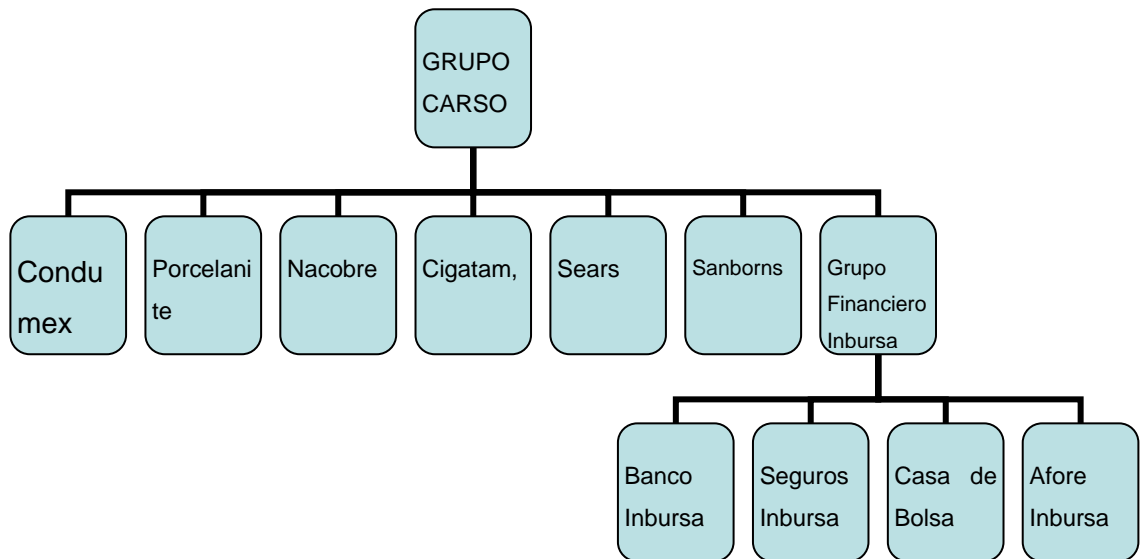 GRUPO
CARSO
Condu
mex
Porcelani
te
Nacobre
Cigatam,
Sears
Sanborns
Grupo
Financiero
Inbursa
Banco
Inbursa
Seguros
Inbursa
Casa de
Bolsa
Afore
Inbursa